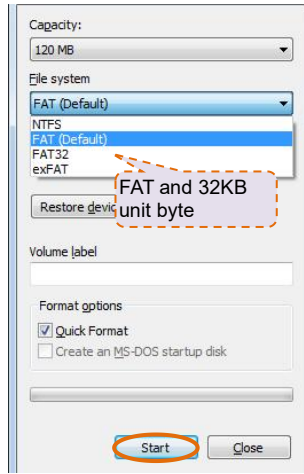 Capacity:
120 MB
File system
FAT (Default)
NTFS
FAT (Default)
FAT32
exFAT
FAT and 32KB
unit byte
Restore devic
Volume label
Format options
Quick Format
Create an MS-DOS startup disk
Start Close